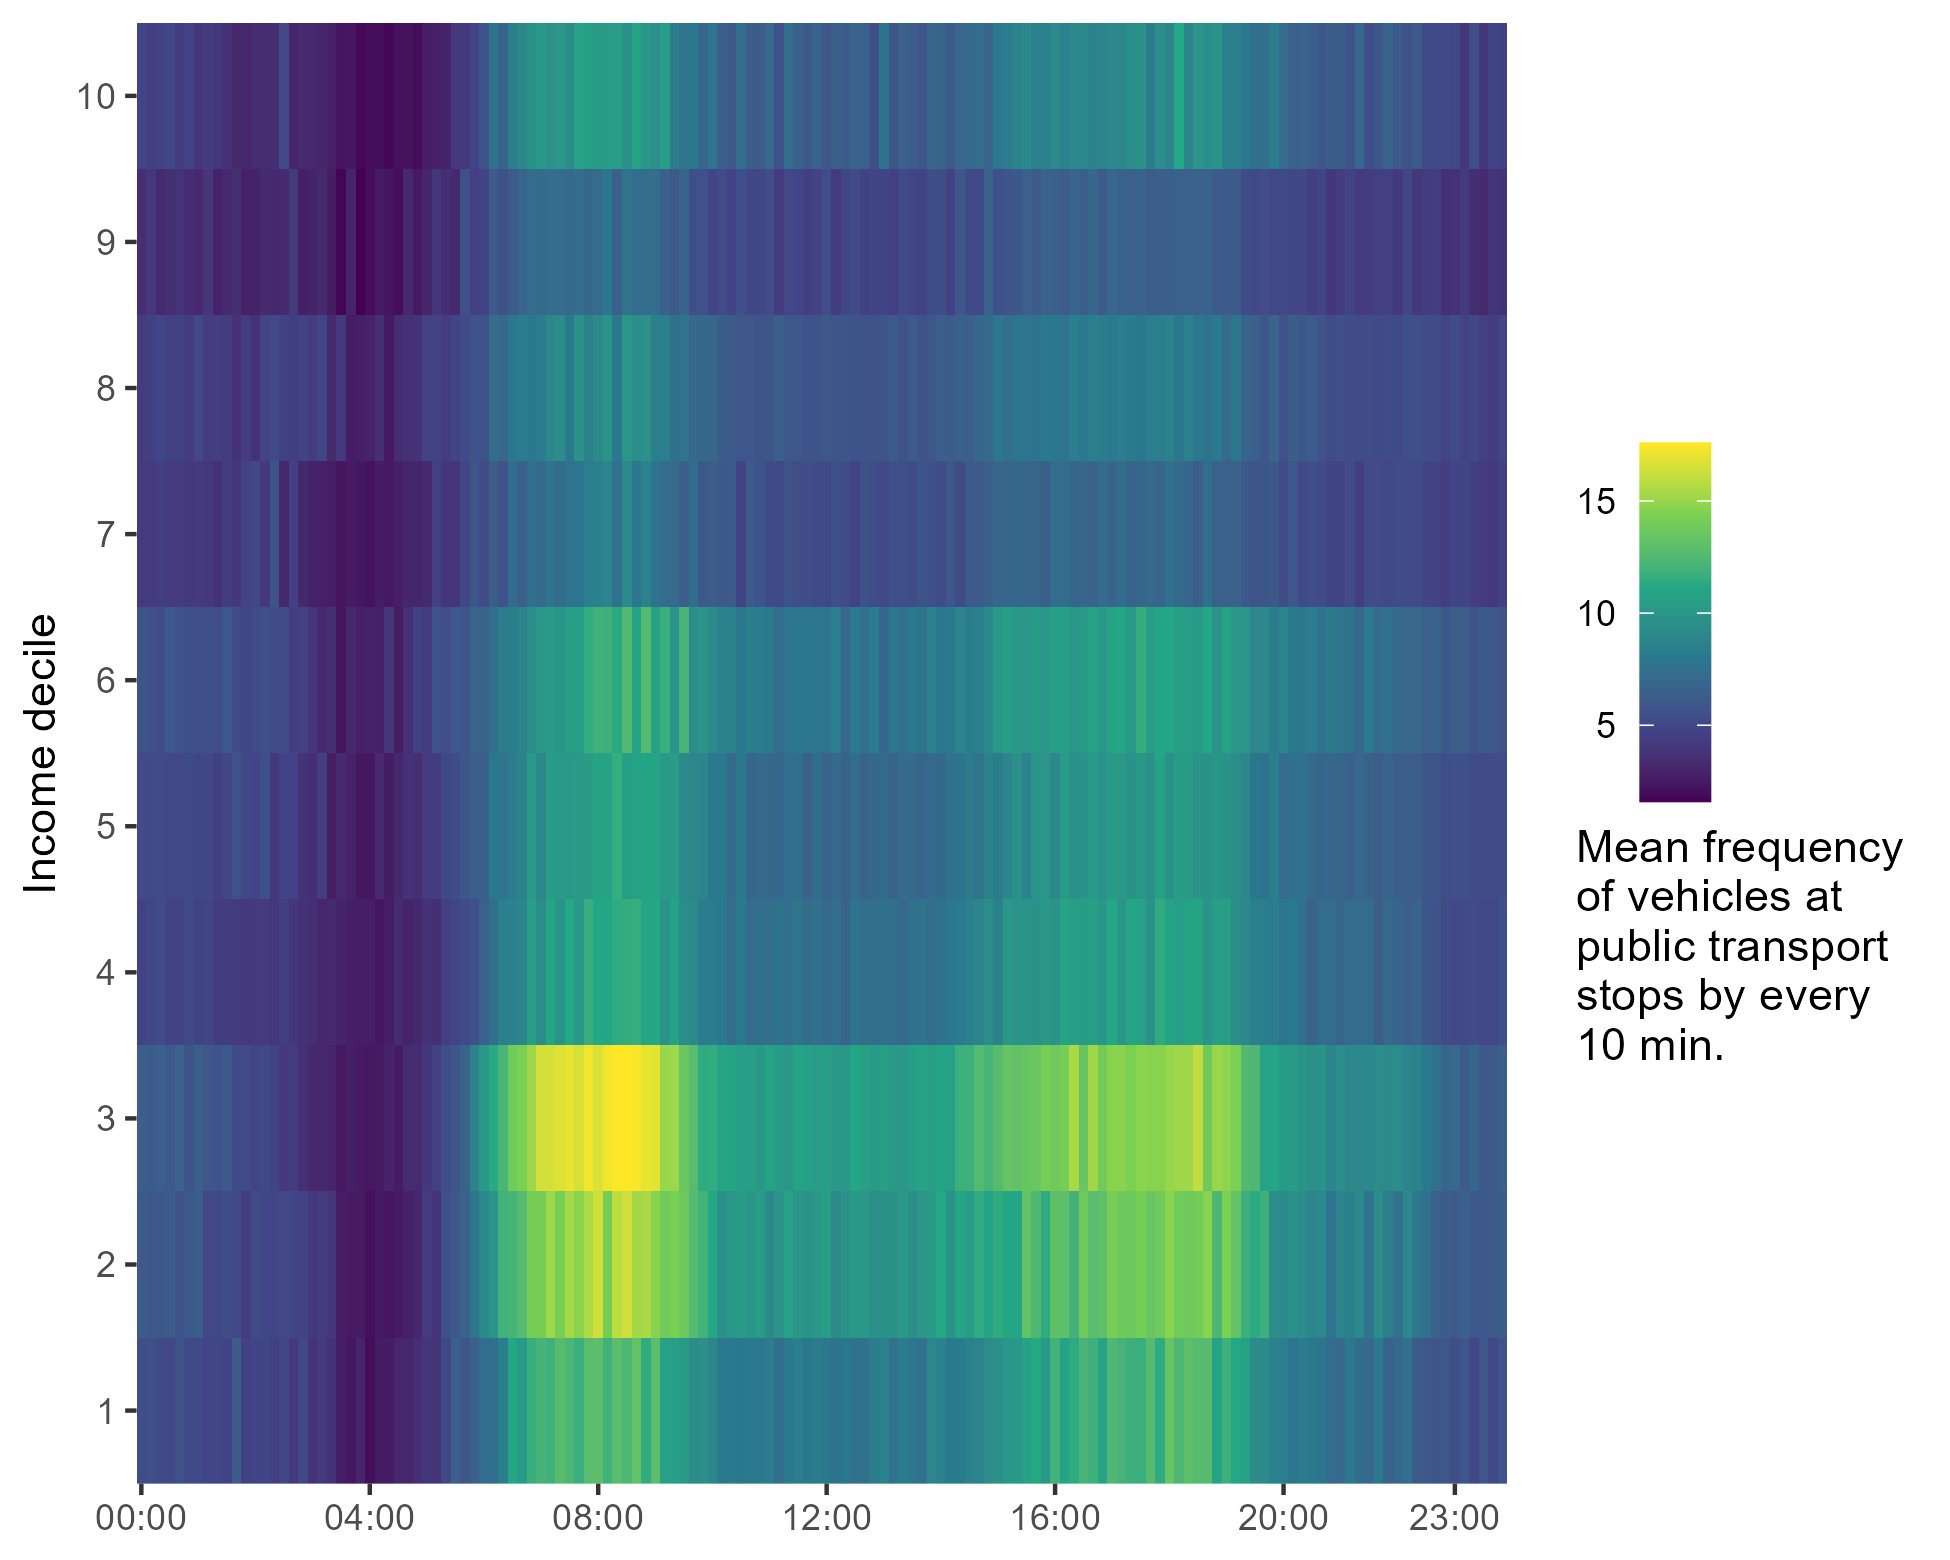 Income decile
10
9
8
7
6
5
4
3
2
1
00:00 04:00 08:00 12:00 16:00 20:00 23:00
15
10
5
Mean frequency
of vehicles at
public transport
stops by every
10 min.